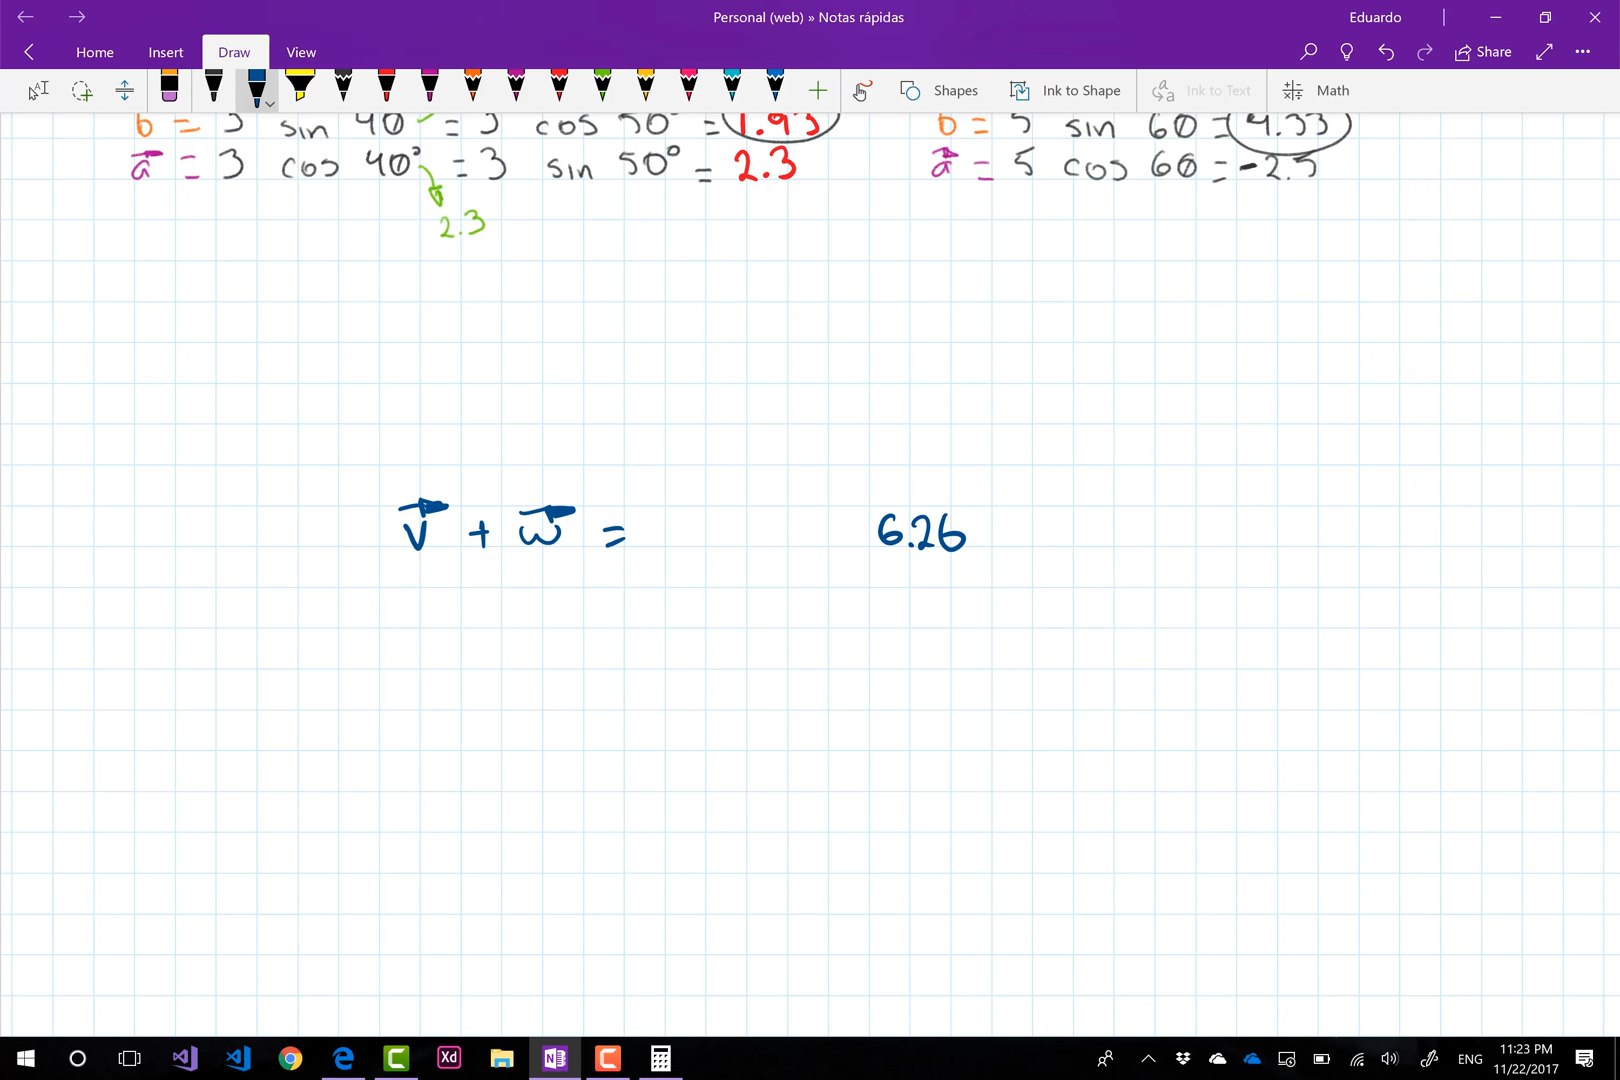 Personal (web) » Notas rápidas
Eduardo
Home Insert Draw View
Share
Shapes Ink to Shape Ink to Text Math
b = 3 sin 40° = 3 cos 50° = 1.93 b = 5 sin 60 = 4.33
a = 3 cos 40° = 3 sin 50° = 2.3 a = 5 cos 60 = -2.5
2.3
v + w = 6.26
ENG
11:23 PM
11/22/2017